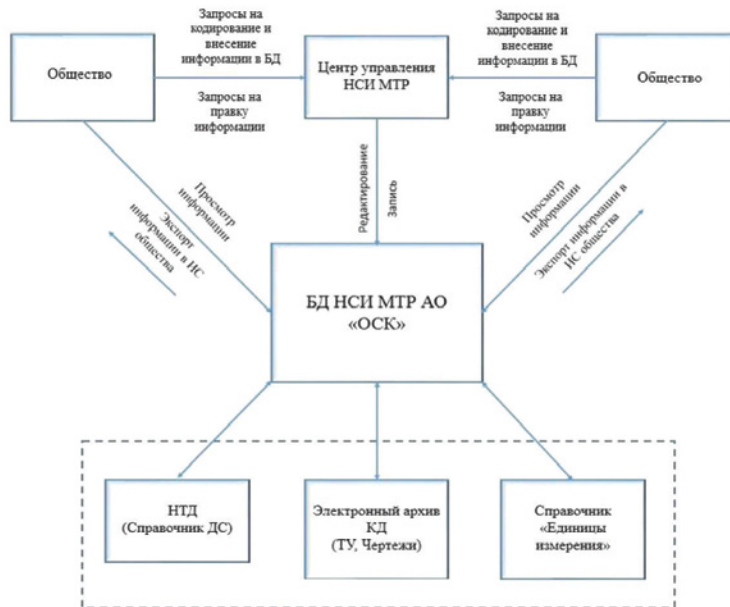 Запросы на
кодирование и
внесение
информации в БД
Запросы на
кодирование и
внесение
информации в БД
Общество
Центр управления
НСИ МТР
Общество
Запросы на
правку
информации
Запросы на
правку
информации
Просмотр
информации
Экспорт
информации в ИС
общества
Редактирование
Запись
Просмотр
информации
Экспорт информации в
ИС общества
БД НСИ МТР АО
«ОСК»
НТД
(Справочник ДС)
Электронный архив
КД
(ТУ, Чертежи)
Справочник
«Единицы
измерения»